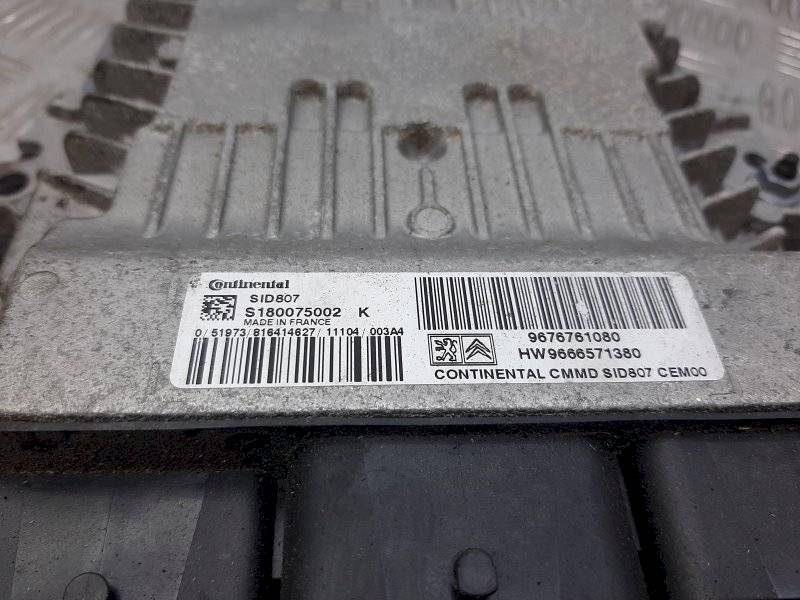 Continental
SID807
S180075002 K
MADE IN FRANCE
0/51973/816414627/11104/003A4
9676761080
HW9666571380
CONTINENTAL CMMD SID807 CEM00